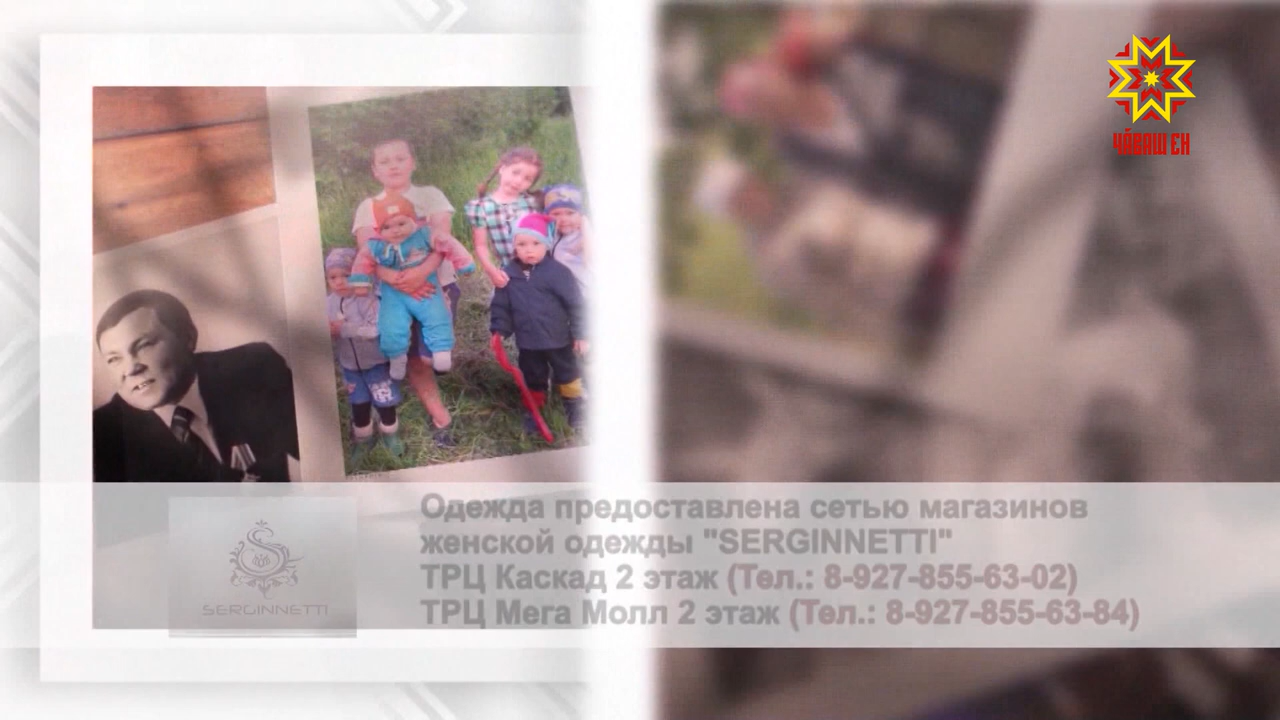 ЧӐВАШ ЕН
Одежда предоставлена сетью магазинов
женской одежды "SERGINNETTI"
ТРЦ Каскад 2 этаж (Тел.: 8-927-855-63-02)
ТРЦ Мега Молл 2 этаж (Тел.: 8-927-855-63-84)
SERGINNETTI